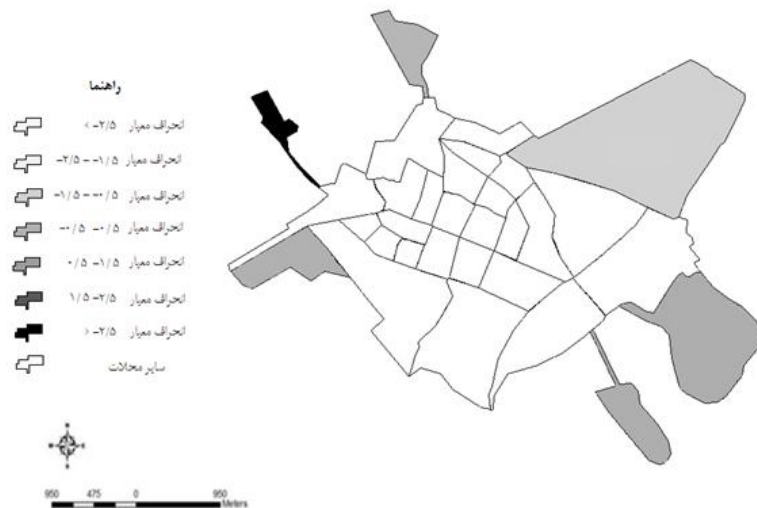 راهنما
انحراف معیار ۲/۵- >
انحراف معیار ۱/۵- – ۲/۵-
انحراف معیار ۰/۵- – ۱/۵-
انحراف معیار ۰/۵ – ۰/۵-
انحراف معیار ۱/۵ – ۰/۵
انحراف معیار ۲/۵ – ۱/۵
انحراف معیار ۲/۵- <
سایر محلات
950 475 0 950
Meters